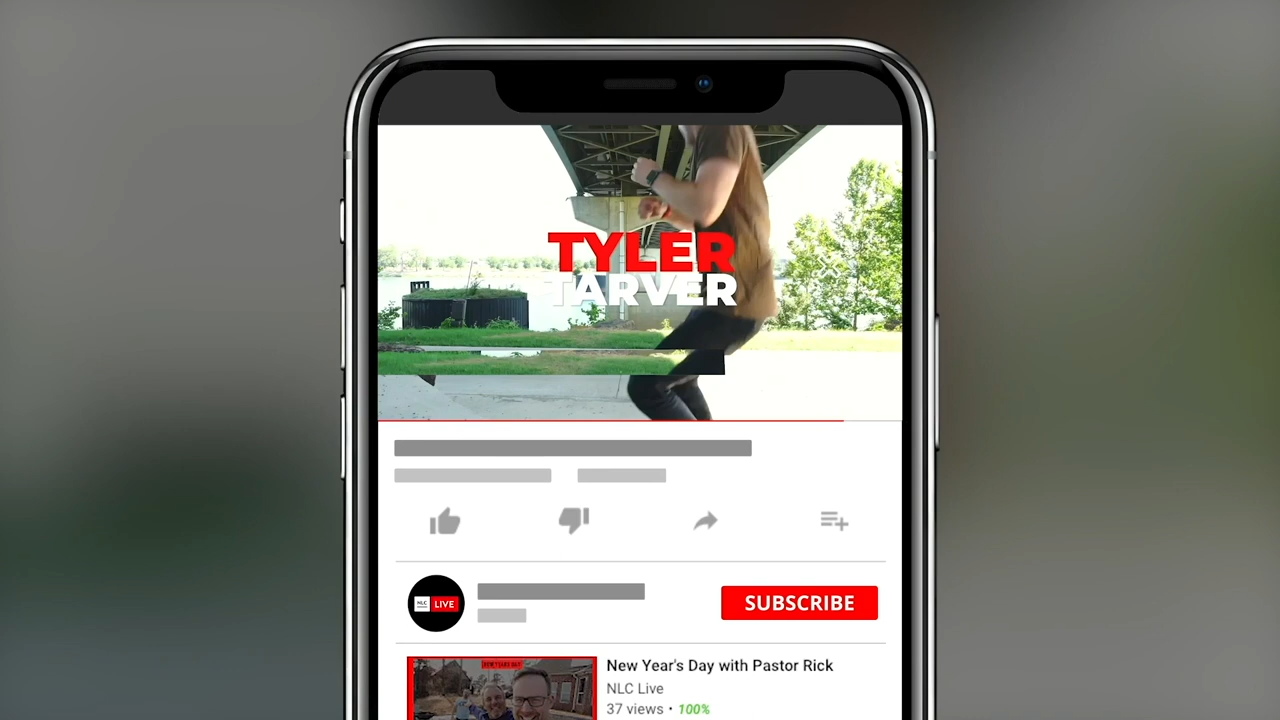 TYLER
TARVER
NLC
LIVE
SUBSCRIBE
New Year's Day with Pastor Rick
NLC Live
37 views • 100%